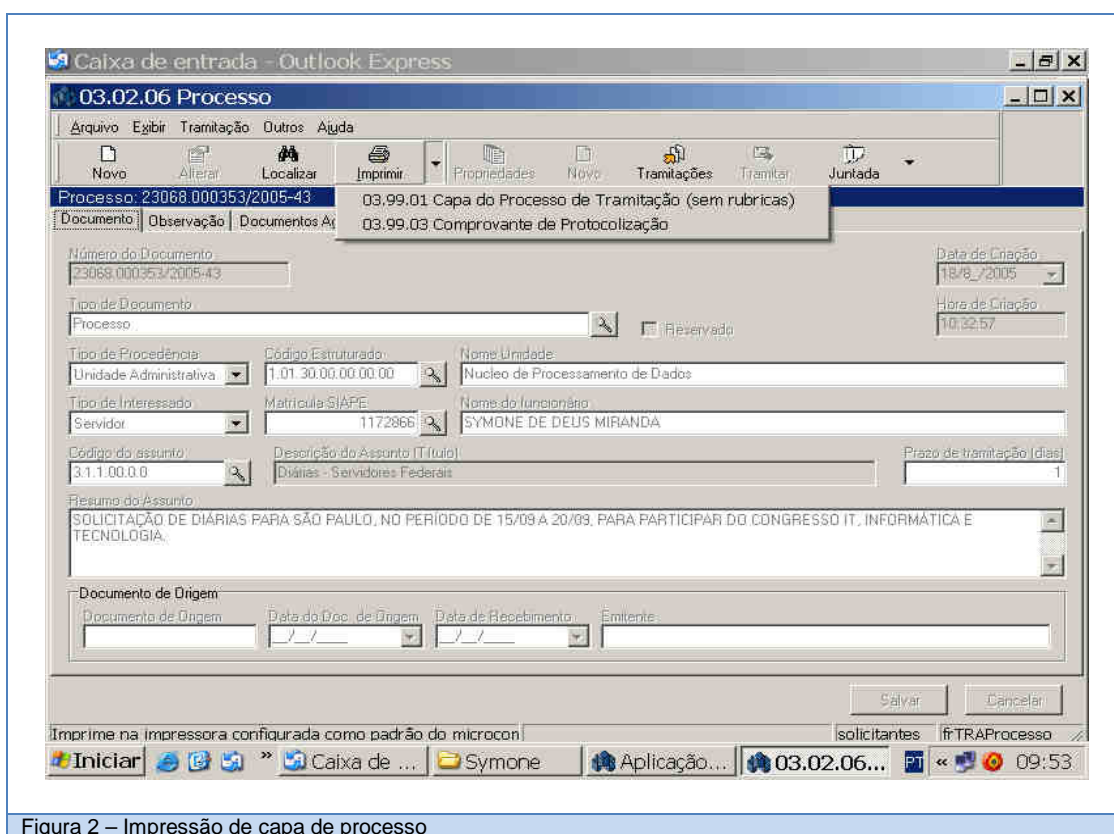 Caixa de entrada - Outlook Express
03.02.06 Processo
Arquivo Exibir Tramitação Outros Ajuda
Novo Alterar Localizar Imprimir Propriedades Novo Tramitações Tramitar Juntada
Processo: 23068.000353/2005-43
03.99.01 Capa do Processo de Tramitação (sem rubricas)
Documento Observação Documentos
03.99.03 Comprovante de Protocolização
Número do Documento Data de Criação
23068.000353/2005-43 18/8_/2005
Tipo de Documento Hora de Criação
Processo Reservado 10:32:57
Tipo de Procedência Código Estruturado Nome Unidade
Unidade Administrativa 1.01.30.00.00.00.00 Nucleo de Processamento de Dados
Tipo de Interessado Matrícula SIAPE Nome do funcionário
Servidor 1172866 SYMONE DE DEUS MIRANDA
Código do assunto Descrição do Assunto (Título) Prazo de tramitação (dias)
3.1.1.00.0.0 Diárias - Servidores Federais 1
Resumo do Assunto
SOLICITAÇÃO DE DIÁRIAS PARA SÃO PAULO, NO PERÍODO DE 15/09 A 20/09, PARA PARTICIPAR DO CONGRESSO IT, INFORMÁTICA E
TECNOLOGIA.
Documento de Origem
Documento de Origem Data do Doc. de Origem Data de Recebimento Emitente
__/__/____ __/__/____
Salvar Cancelar
Imprime na impressora configurada como padrão do microcon solicitantes frTRAProcesso
Iniciar » Caixa de ... Symone Aplicação... 03.02.06... PT « 09:53
Figura 2 – Impressão de capa de processo